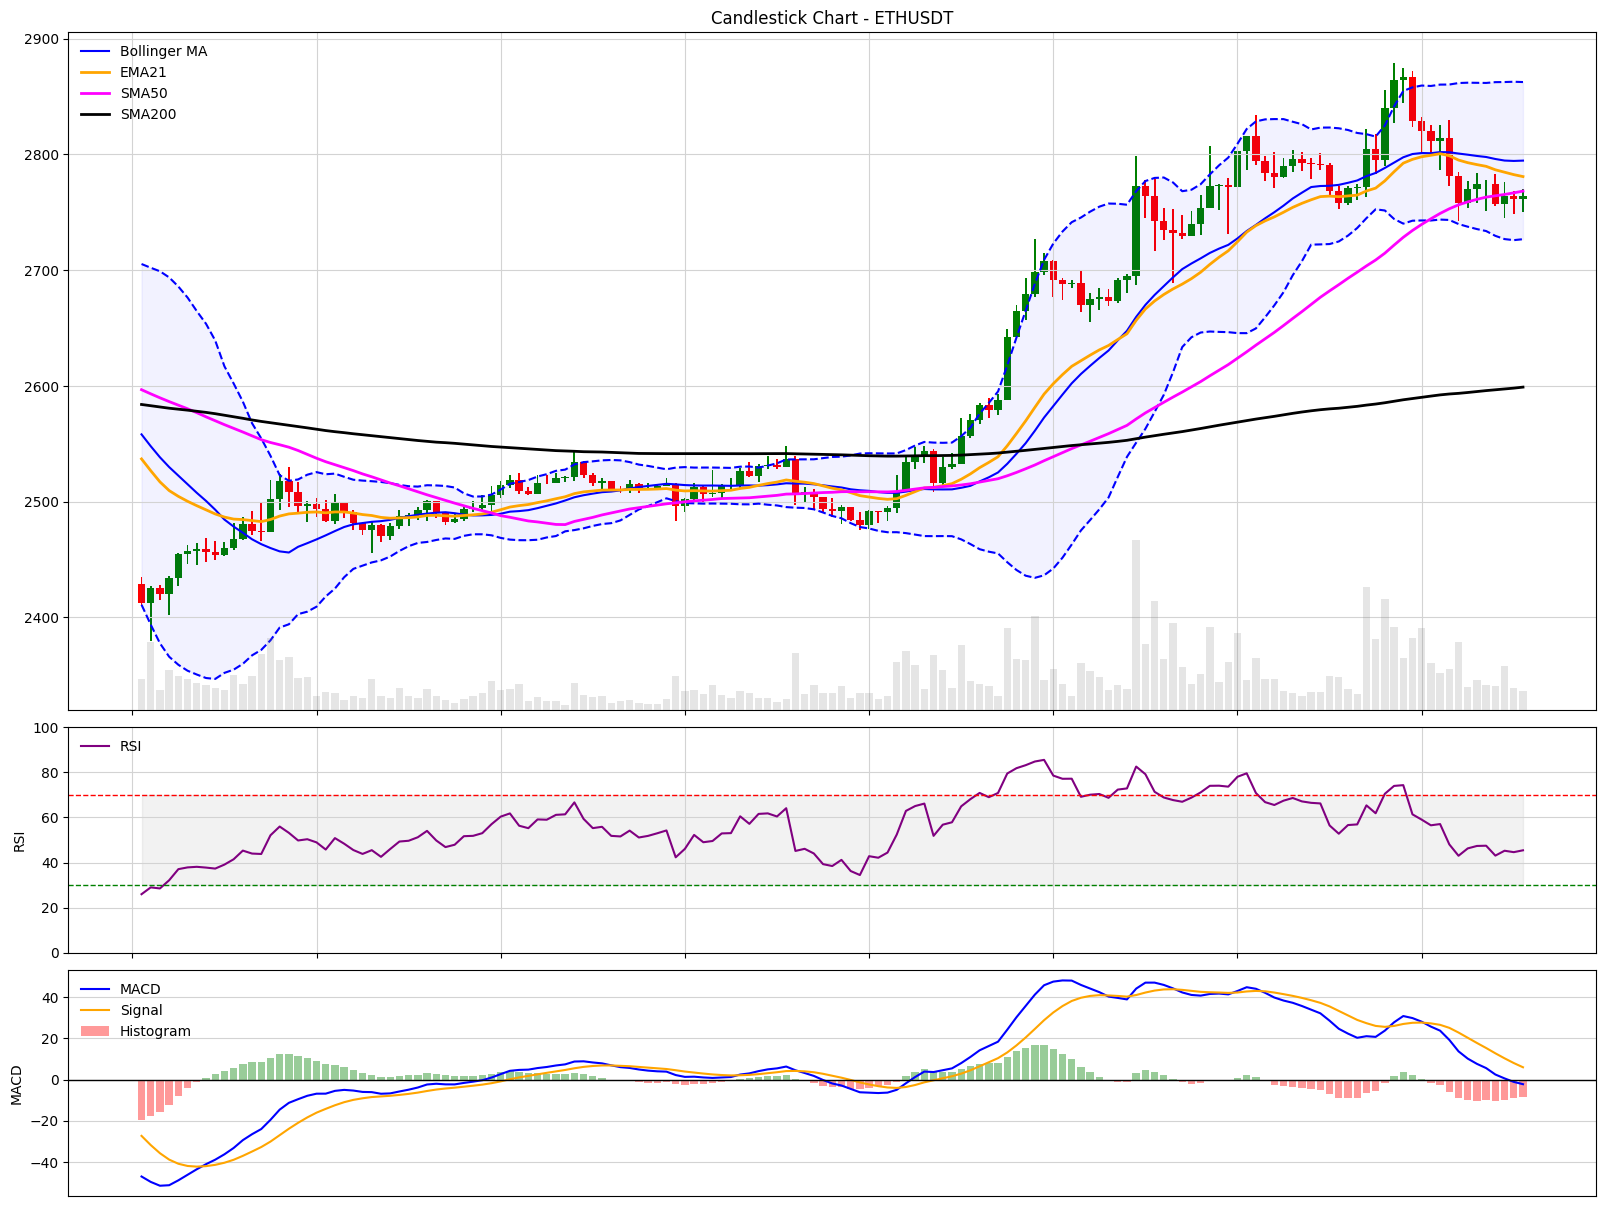 Candlestick Chart - ETHUSDT
2900
Bollinger MA
EMA21
SMA50
SMA200
2800
2700
2600
2500
2400
100
RSI
80
60
RSI
40
20
0
MACD
40
Signal
Histogram
20
0
MACD
−20
−40